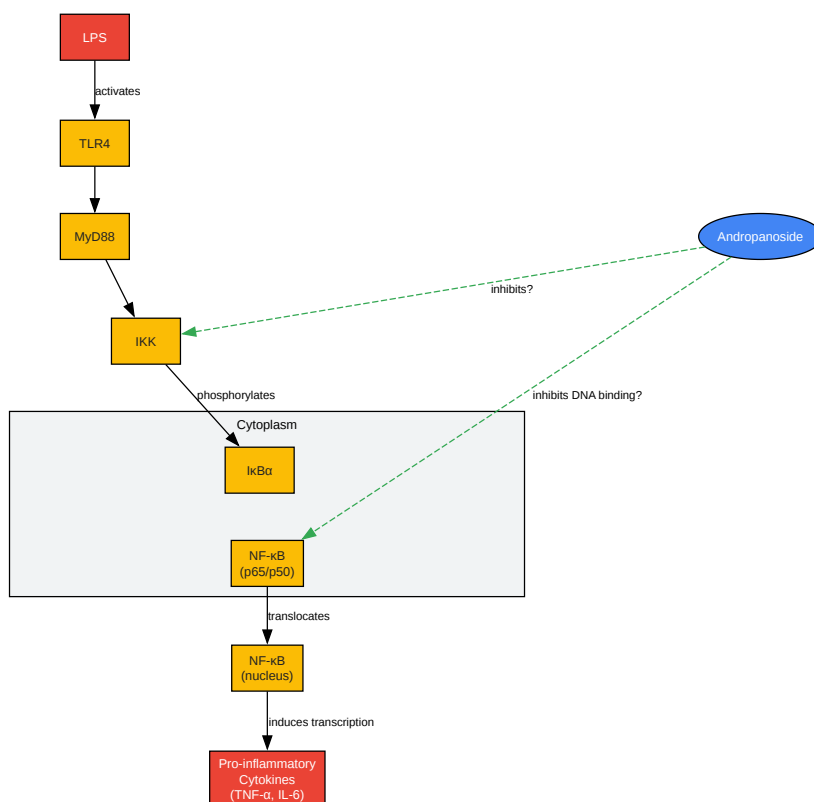 LPS
activates
TLR4
MyD88
Andropanoside
inhibits?
IKK
phosphorylates
inhibits DNA binding?
Cytoplasm
IκBα
NF-κB
(p65/p50)
translocates
NF-κB
(nucleus)
induces transcription
Pro-inflammatory
Cytokines
(TNF-α, IL-6)